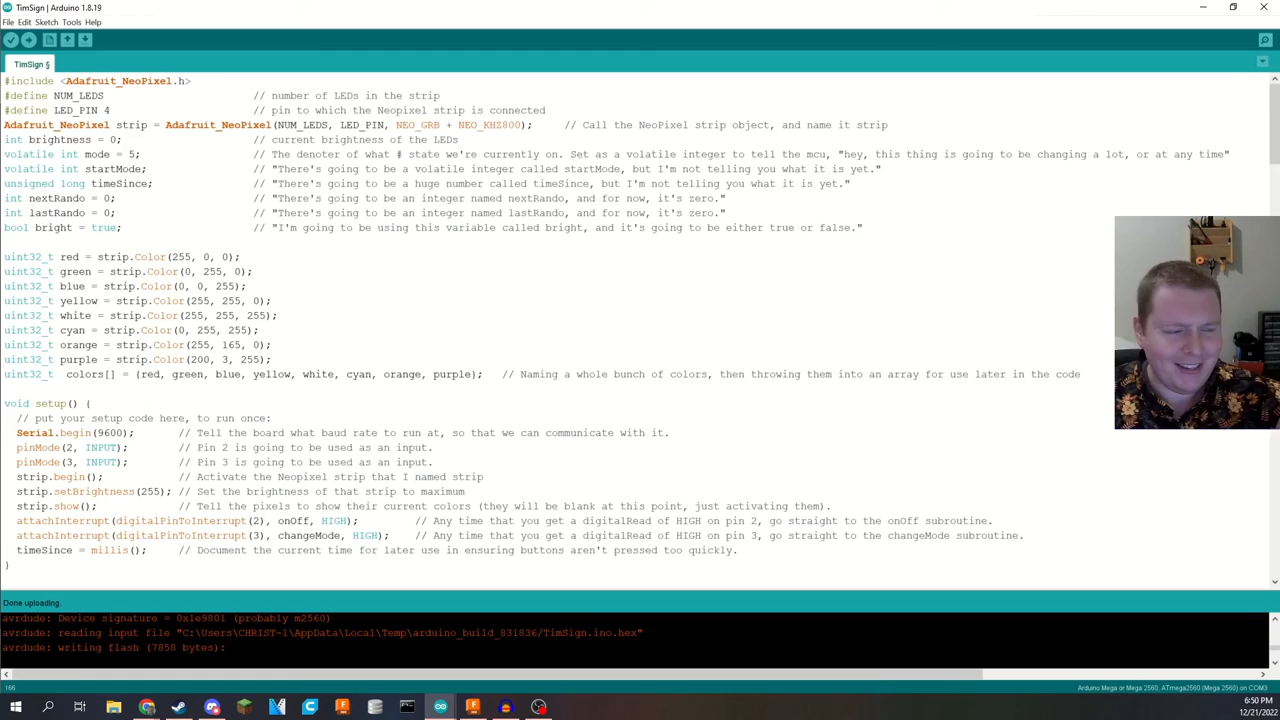 TimSign | Arduino 1.8.19
File Edit Sketch Tools Help
TimSign §
#include <Adafruit_NeoPixel.h>
#define NUM_LEDS // number of LEDs in the strip
#define LED_PIN 4 // pin to which the Neopixel strip is connected
Adafruit_NeoPixel strip = Adafruit_NeoPixel(NUM_LEDS, LED_PIN, NEO_GRB + NEO_KHZ800); // Call the NeoPixel strip object, and name it strip
int brightness = 0; // current brightness of the LEDs
volatile int mode = 5; // The denoter of what # state we're currently on. Set as a volatile integer to tell the mcu, "hey, this thing is going to be changing a lot, or at any time"
volatile int startMode; // "There's going to be a volatile integer called startMode, but I'm not telling you what it is yet."
unsigned long timeSince; // "There's going to be a huge number called timeSince, but I'm not telling you what it is yet."
int nextRando = 0; // "There's going to be an integer named nextRando, and for now, it's zero."
int lastRando = 0; // "There's going to be an integer named lastRando, and for now, it's zero."
bool bright = true; // "I'm going to be using this variable called bright, and it's going to be either true or false."
uint32_t red = strip.Color(255, 0, 0);
uint32_t green = strip.Color(0, 255, 0);
uint32_t blue = strip.Color(0, 0, 255);
uint32_t yellow = strip.Color(255, 255, 0);
uint32_t white = strip.Color(255, 255, 255);
uint32_t cyan = strip.Color(0, 255, 255);
uint32_t orange = strip.Color(255, 165, 0);
uint32_t purple = strip.Color(200, 3, 255);
uint32_t colors[] = {red, green, blue, yellow, white, cyan, orange, purple}; // Naming a whole bunch of colors, then throwing them into an array for use later in the code
void setup() {
// put your setup code here, to run once:
Serial.begin(9600); // Tell the board what baud rate to run at, so that we can communicate with it.
pinMode(2, INPUT); // Pin 2 is going to be used as an input.
pinMode(3, INPUT); // Pin 3 is going to be used as an input.
strip.begin(); // Activate the Neopixel strip that I named strip
strip.setBrightness(255); // Set the brightness of that strip to maximum
strip.show(); // Tell the pixels to show their current colors (they will be blank at this point, just activating them).
attachInterrupt(digitalPinToInterrupt(2), onOff, HIGH); // Any time that you get a digitalRead of HIGH on pin 2, go straight to the onOff subroutine.
attachInterrupt(digitalPinToInterrupt(3), changeMode, HIGH); // Any time that you get a digitalRead of HIGH on pin 3, go straight to the changeMode subroutine.
timeSince = millis(); // Document the current time for later use in ensuring buttons aren't pressed too quickly.
}
Done uploading.
avrdude: Device signature = 0x1e9801 (probably m2560)
avrdude: reading input file "C:\Users\CHRIST~1\AppData\Local\Temp\arduino_build_831836/TimSign.ino.hex"
avrdude: writing flash (7858 bytes):
166 Arduino Mega or Mega 2560, ATmega2560 (Mega 2560) on COM3
6:50 PM
12/21/2022